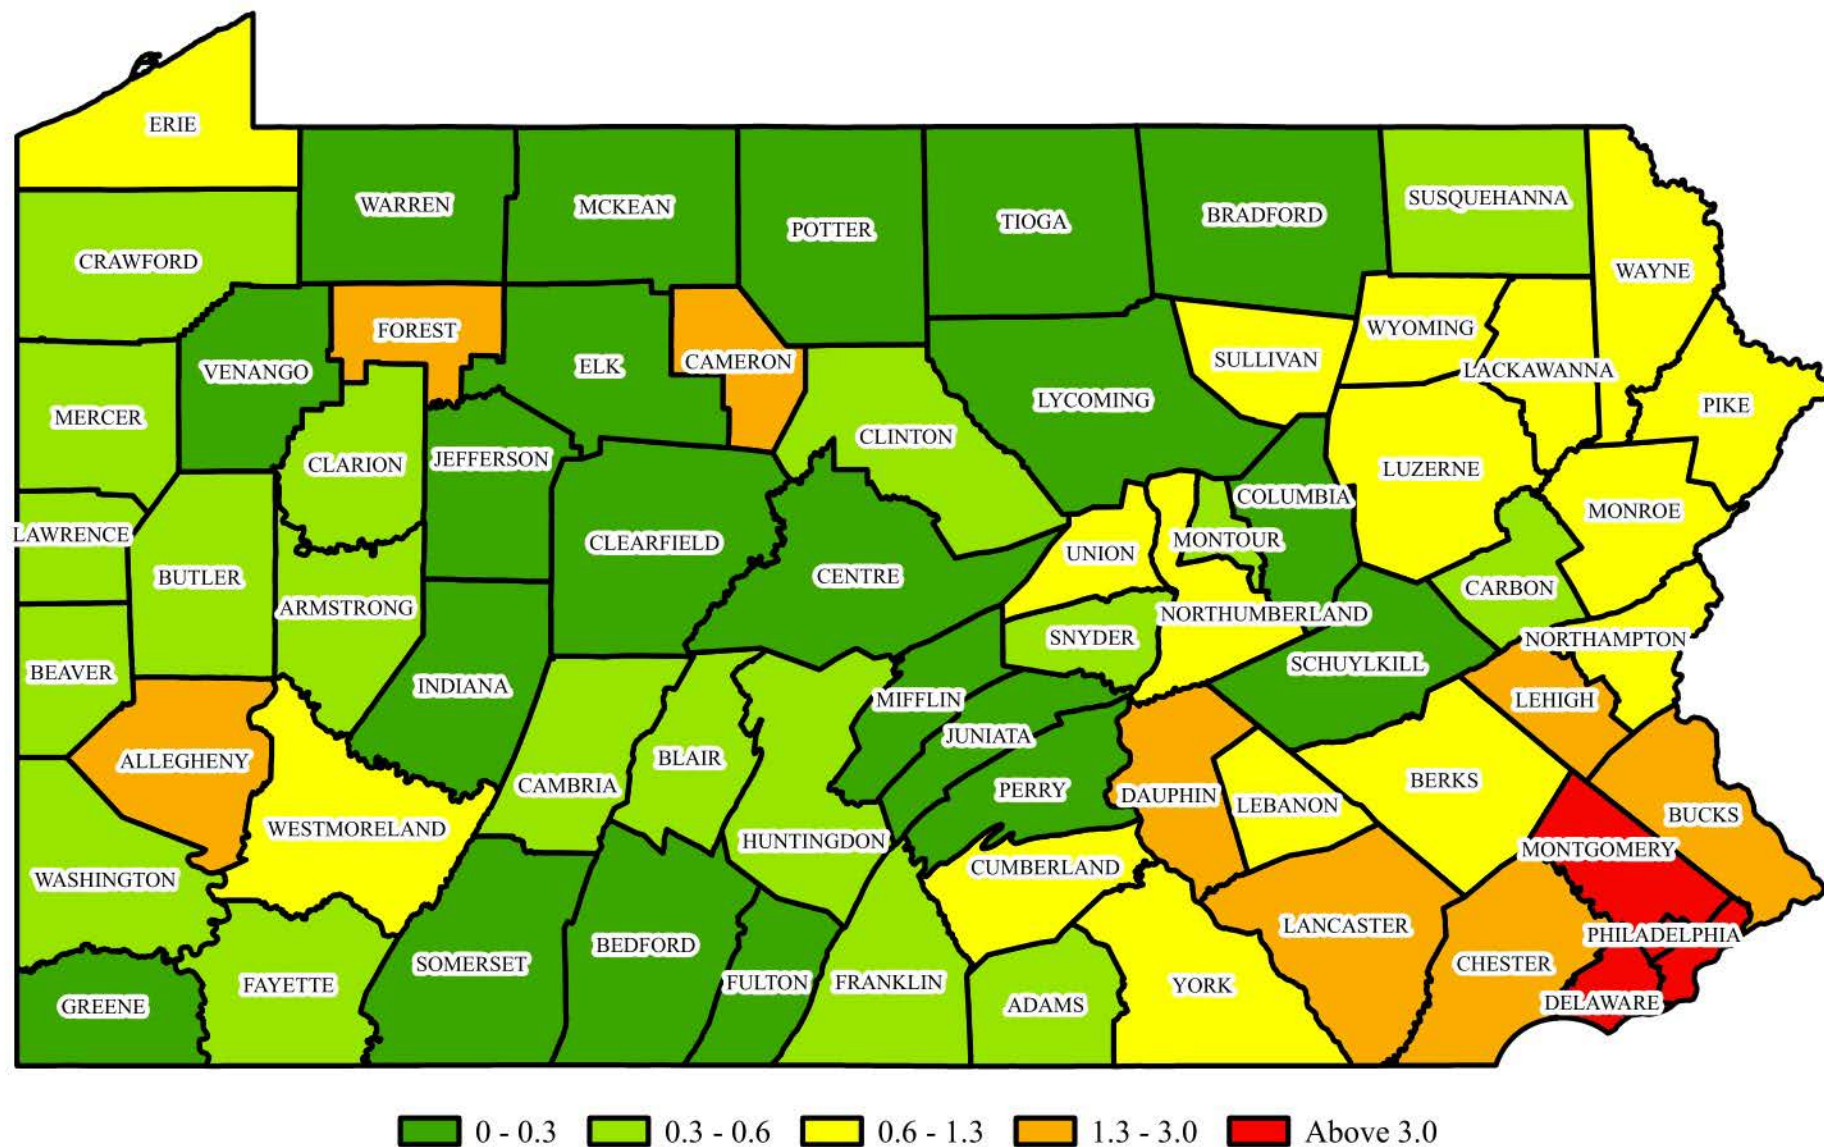 ERIE
WARREN
MCKEAN
POTTER
TIOGA
BRADFORD
SUSQUEHANNA
WAYNE
CRAWFORD
FOREST
ELK
CAMERON
VENANGO
SULLIVAN
WYOMING
LACKAWANNA
PIKE
MERCER
CLARION
JEFFERSON
CLINTON
LYCOMING
COLUMBIA
LUZERNE
MONROE
LAWRENCE
BUTLER
ARMSTRONG
CLEARFIELD
CENTRE
UNION
MONTOUR
NORTHUMBERLAND
CARBON
BEAVER
INDIANA
SNYDER
SCHUYLKILL
NORTHAMPTON
ALLEGHENY
CAMBRIA
BLAIR
MIFFLIN
JUNIATA
PERRY
DAUPHIN
LEBANON
BERKS
LEHIGH
BUCKS
WASHINGTON
WESTMORELAND
HUNTINGDON
CUMBERLAND
MONTGOMERY
GREENE
FAYETTE
SOMERSET
BEDFORD
FULTON
FRANKLIN
ADAMS
YORK
LANCASTER
CHESTER
PHILADELPHIA
DELAWARE
0 - 0.3
0.3 - 0.6
0.6 - 1.3
1.3 - 3.0
Above 3.0